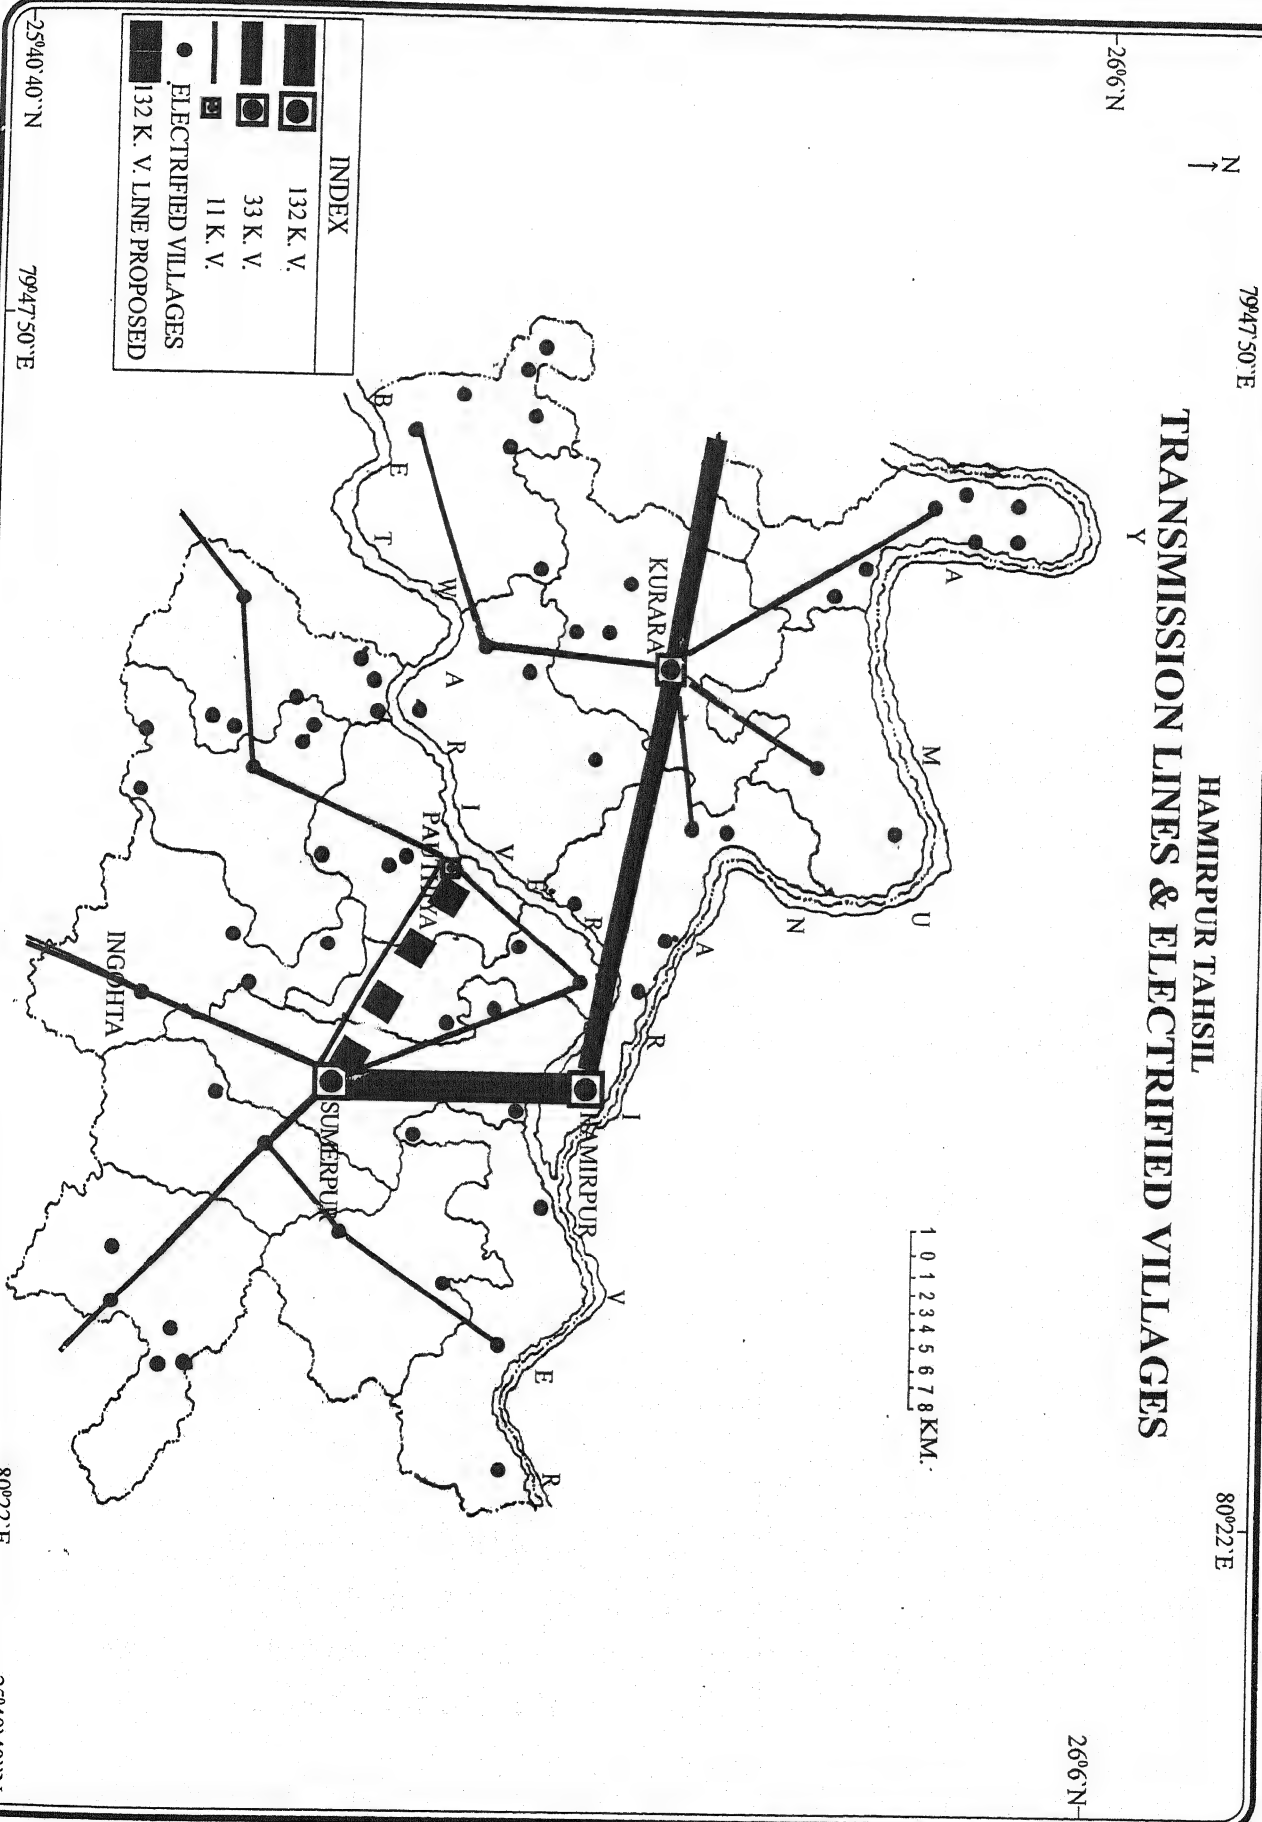 HAMIRPUR TAHSIL
TRANSMISSION LINES & ELECTRIFIED VILLAGES
79°47`50``E
80°22`E
26°6`N
26°6`N
N
1 0 1 2 3 4 5 6 7 8 KM.
Y A M U N A R I V E R
KURARA
HAMIRPUR
B E T W A R I V E R
SUMERPUR
INGOHTA
INDEX
132 K. V.
33 K. V.
11 K. V.
ELECTRIFIED VILLAGES
132 K. V. LINE PROPOSED
25°40`40``N
79°47`50``E
80°22`E